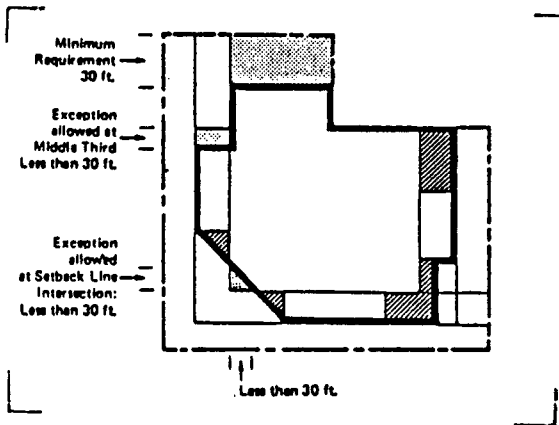 Minimum
Requirement
30 ft.
Exception
allowed at
Middle Third
Less than 30 ft.
Exception
allowed
at Setback Line
Intersection:
Less than 30 ft.
Less than 30 ft.